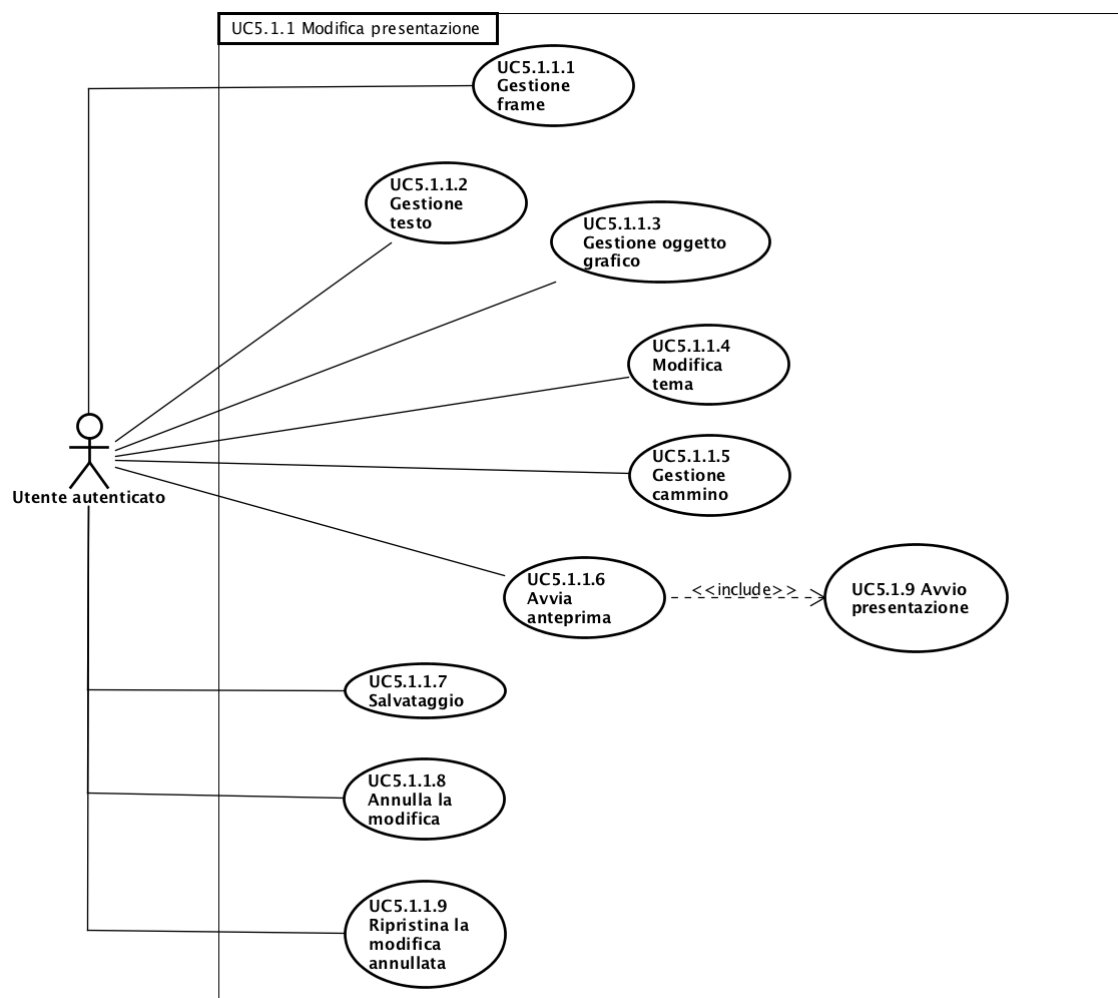 UC5.1.1 Modifica presentazione
UC5.1.1.1
Gestione
frame
UC5.1.1.2
Gestione
testo
UC5.1.1.3
Gestione oggetto
grafico
UC5.1.1.4
Modifica
tema
Utente autenticato
UC5.1.1.5
Gestione
cammino
UC5.1.1.6
Avvia
anteprima
<<include>>
UC5.1.9 Avvio
presentazione
UC5.1.1.7
Salvataggio
UC5.1.1.8
Annulla la
modifica
UC5.1.1.9
Ripristina la
modifica
annullata